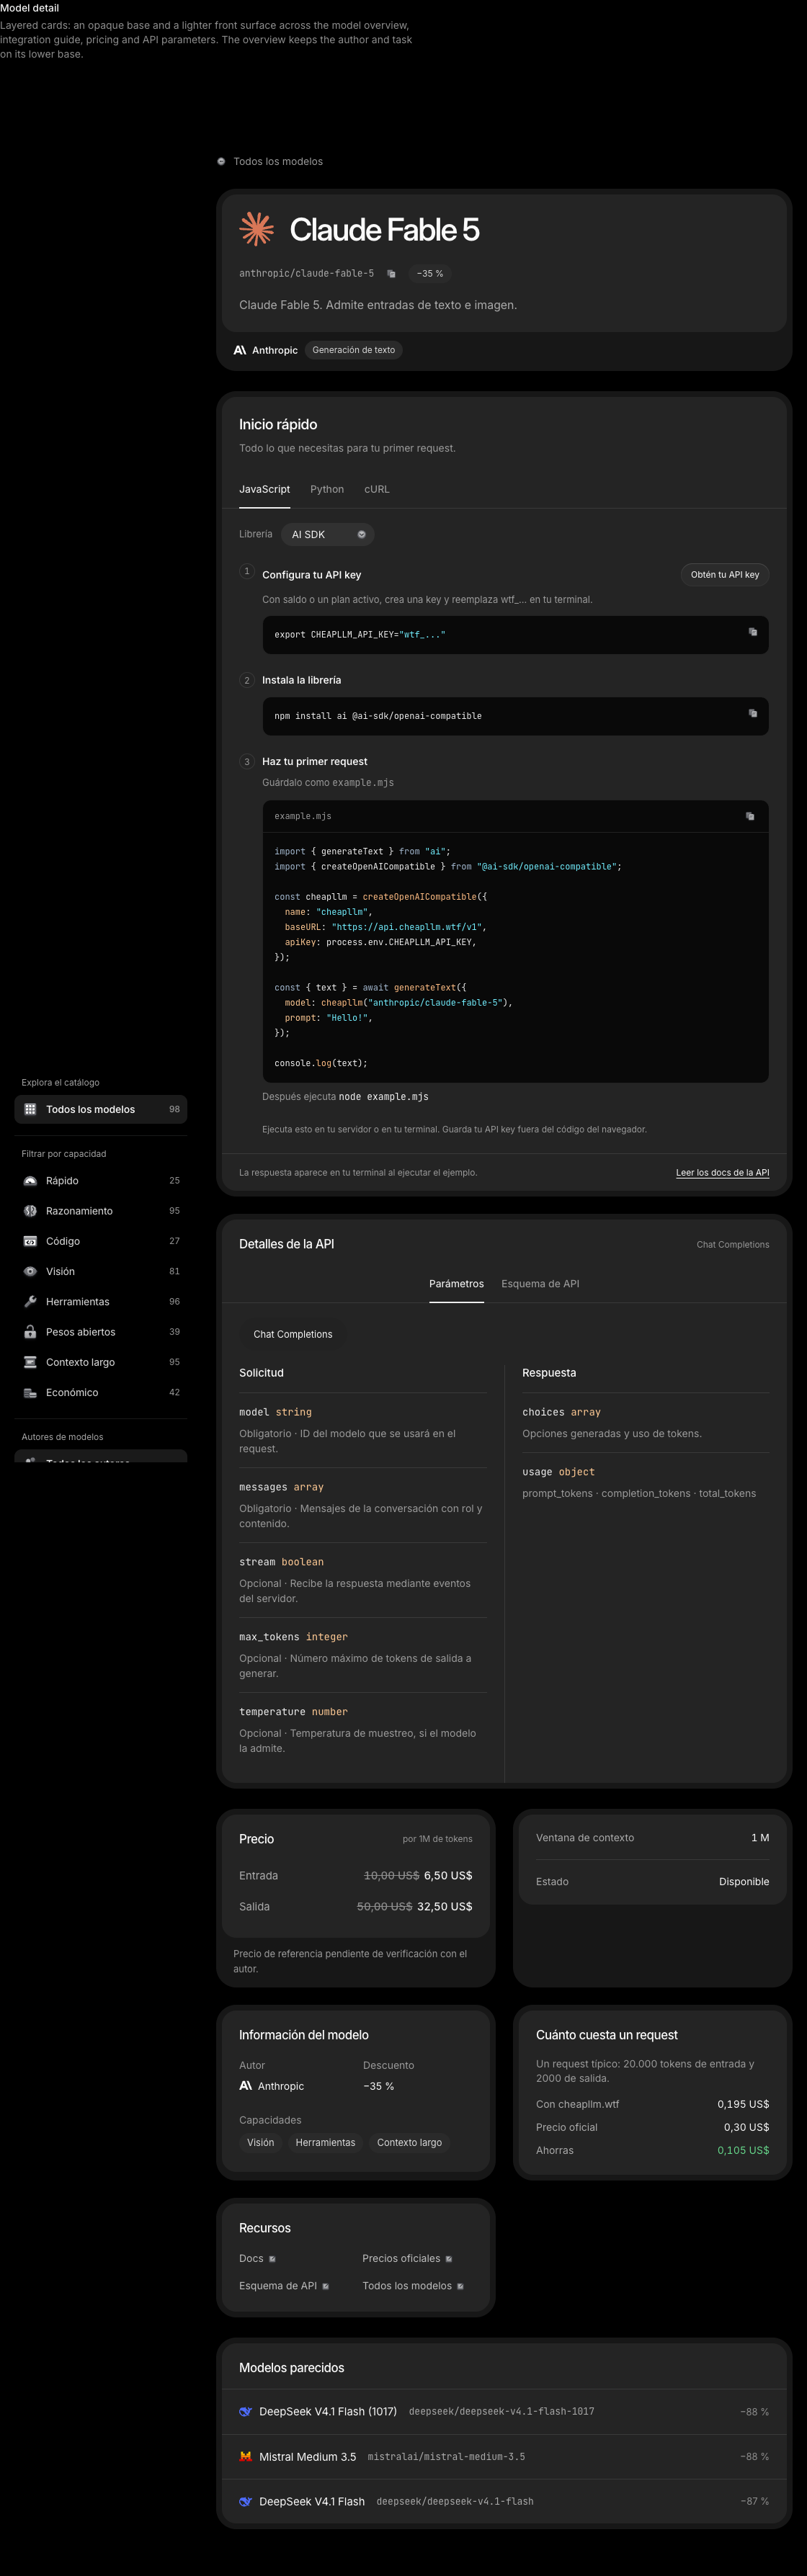 Model detail
Layered cards: an opaque base and a lighter front surface across the model overview,
integration guide, pricing and API parameters. The overview keeps the author and task
on its lower base.
Todos los modelos
Claude Fable 5
anthropic/claude-fable-5
−35 %
Claude Fable 5. Admite entradas de texto e imagen.
Anthropic
Generación de texto
Inicio rápido
Todo lo que necesitas para tu primer request.
JavaScript
Python
cURL
Librería
AI SDK
1
Configura tu API key
Obtén tu API key
Con saldo o un plan activo, crea una key y reemplaza wtf_... en tu terminal.
export CHEAPLLM_API_KEY="wtf_..."
2
Instala la librería
npm install ai @ai-sdk/openai-compatible
3
Haz tu primer request
Guárdalo como example.mjs
example.mjs
import { generateText } from "ai";
import { createOpenAICompatible } from "@ai-sdk/openai-compatible";
const cheapllm = createOpenAICompatible({
name: "cheapllm",
baseURL: "https://api.cheapllm.wtf/v1",
apiKey: process.env.CHEAPLLM_API_KEY,
});
const { text } = await generateText({
model: cheapllm("anthropic/claude-fable-5"),
prompt: "Hello!",
});
console.log(text);
Después ejecuta node example.mjs
Ejecuta esto en tu servidor o en tu terminal. Guarda tu API key fuera del código del navegador.
La respuesta aparece en tu terminal al ejecutar el ejemplo.
Leer los docs de la API
Explora el catálogo
Todos los modelos 98
Filtrar por capacidad
Rápido 25
Razonamiento 95
Código 27
Visión 81
Herramientas 96
Pesos abiertos 39
Contexto largo 95
Económico 42
Autores de modelos
Todos los autores
Detalles de la API
Chat Completions
Parámetros
Esquema de API
Chat Completions
Solicitud
model string
Obligatorio · ID del modelo que se usará en el
request.
messages array
Obligatorio · Mensajes de la conversación con rol y
contenido.
stream boolean
Opcional · Recibe la respuesta mediante eventos
del servidor.
max_tokens integer
Opcional · Número máximo de tokens de salida a
generar.
temperature number
Opcional · Temperatura de muestreo, si el modelo
la admite.
Respuesta
choices array
Opciones generadas y uso de tokens.
usage object
prompt_tokens · completion_tokens · total_tokens
Precio
por 1M de tokens
Entrada 10,00 US$ 6,50 US$
Salida 50,00 US$ 32,50 US$
Precio de referencia pendiente de verificación con el
autor.
Ventana de contexto 1 M
Estado Disponible
Información del modelo
Autor
Descuento
Anthropic
−35 %
Capacidades
Visión
Herramientas
Contexto largo
Cuánto cuesta un request
Un request típico: 20.000 tokens de entrada y
2000 de salida.
Con cheapllm.wtf 0,195 US$
Precio oficial 0,30 US$
Ahorras 0,105 US$
Recursos
Docs
Precios oficiales
Esquema de API
Todos los modelos
Modelos parecidos
DeepSeek V4.1 Flash (1017) deepseek/deepseek-v4.1-flash-1017 −88 %
Mistral Medium 3.5 mistralai/mistral-medium-3.5 −88 %
DeepSeek V4.1 Flash deepseek/deepseek-v4.1-flash −87 %